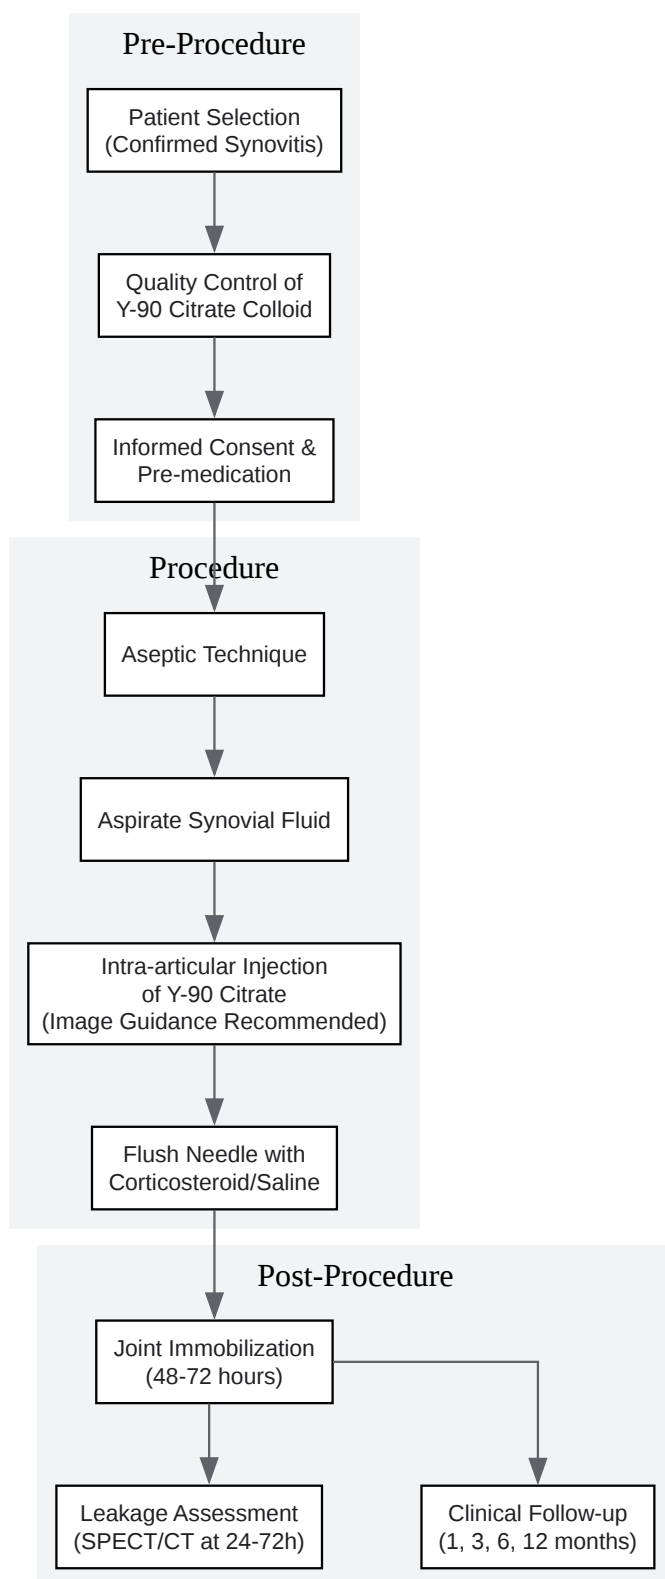 Pre-Procedure
Patient Selection
(Confirmed Synovitis)
Quality Control of
Y-90 Citrate Colloid
Informed Consent &
Pre-medication
Procedure
Aseptic Technique
Aspirate Synovial Fluid
Intra-articular Injection
of Y-90 Citrate
(Image Guidance Recommended)
Flush Needle with
Corticosteroid/Saline
Post-Procedure
Joint Immobilization
(48-72 hours)
Leakage Assessment
(SPECT/CT at 24-72h)
Clinical Follow-up
(1, 3, 6, 12 months)